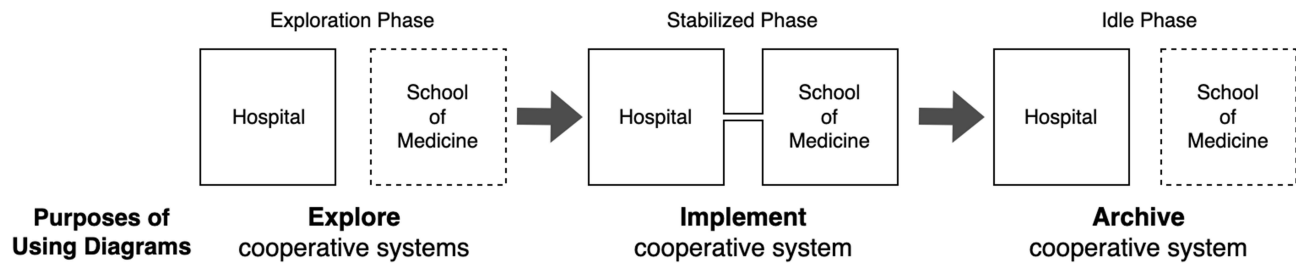 Exploration Phase
Stabilized Phase
Idle Phase
Hospital
School
of
Medicine
Hospital
School
of
Medicine
Hospital
School
of
Medicine
Purposes of
Using Diagrams
Explore
cooperative systems
Implement
cooperative system
Archive
cooperative system